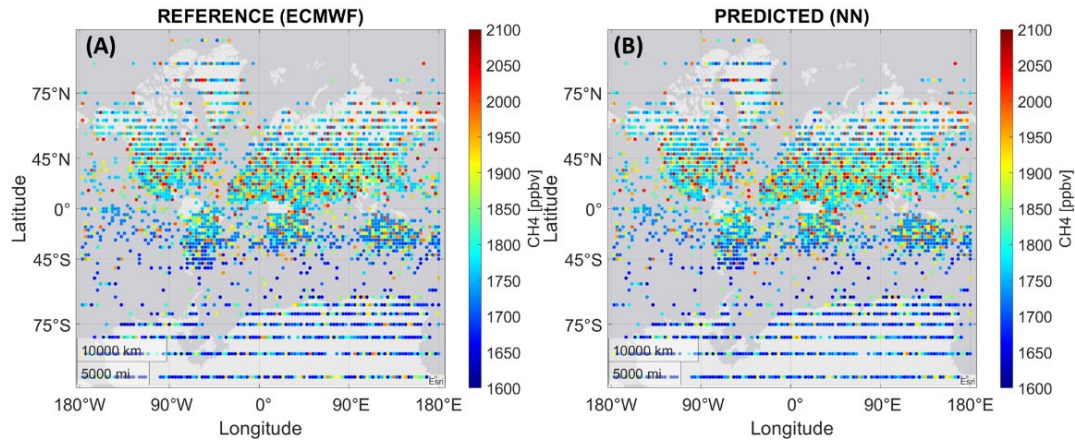 REFERENCE (ECMWF)
(A)
75°N
45°N
0°
45°S
75°S
Latitude
10000 km
5000 mi
Esri
180°W 90°W 0° 90°E 180°E
Longitude
2100
2050
2000
1950
1900
1850
1800
1750
1700
1650
1600
CH4 [ppbv]
PREDICTED (NN)
(B)
75°N
45°N
0°
45°S
75°S
Latitude
10000 km
5000 mi
Esri
180°W 90°W 0° 90°E 180°E
Longitude
2100
2050
2000
1950
1900
1850
1800
1750
1700
1650
1600
CH4 [ppbv]